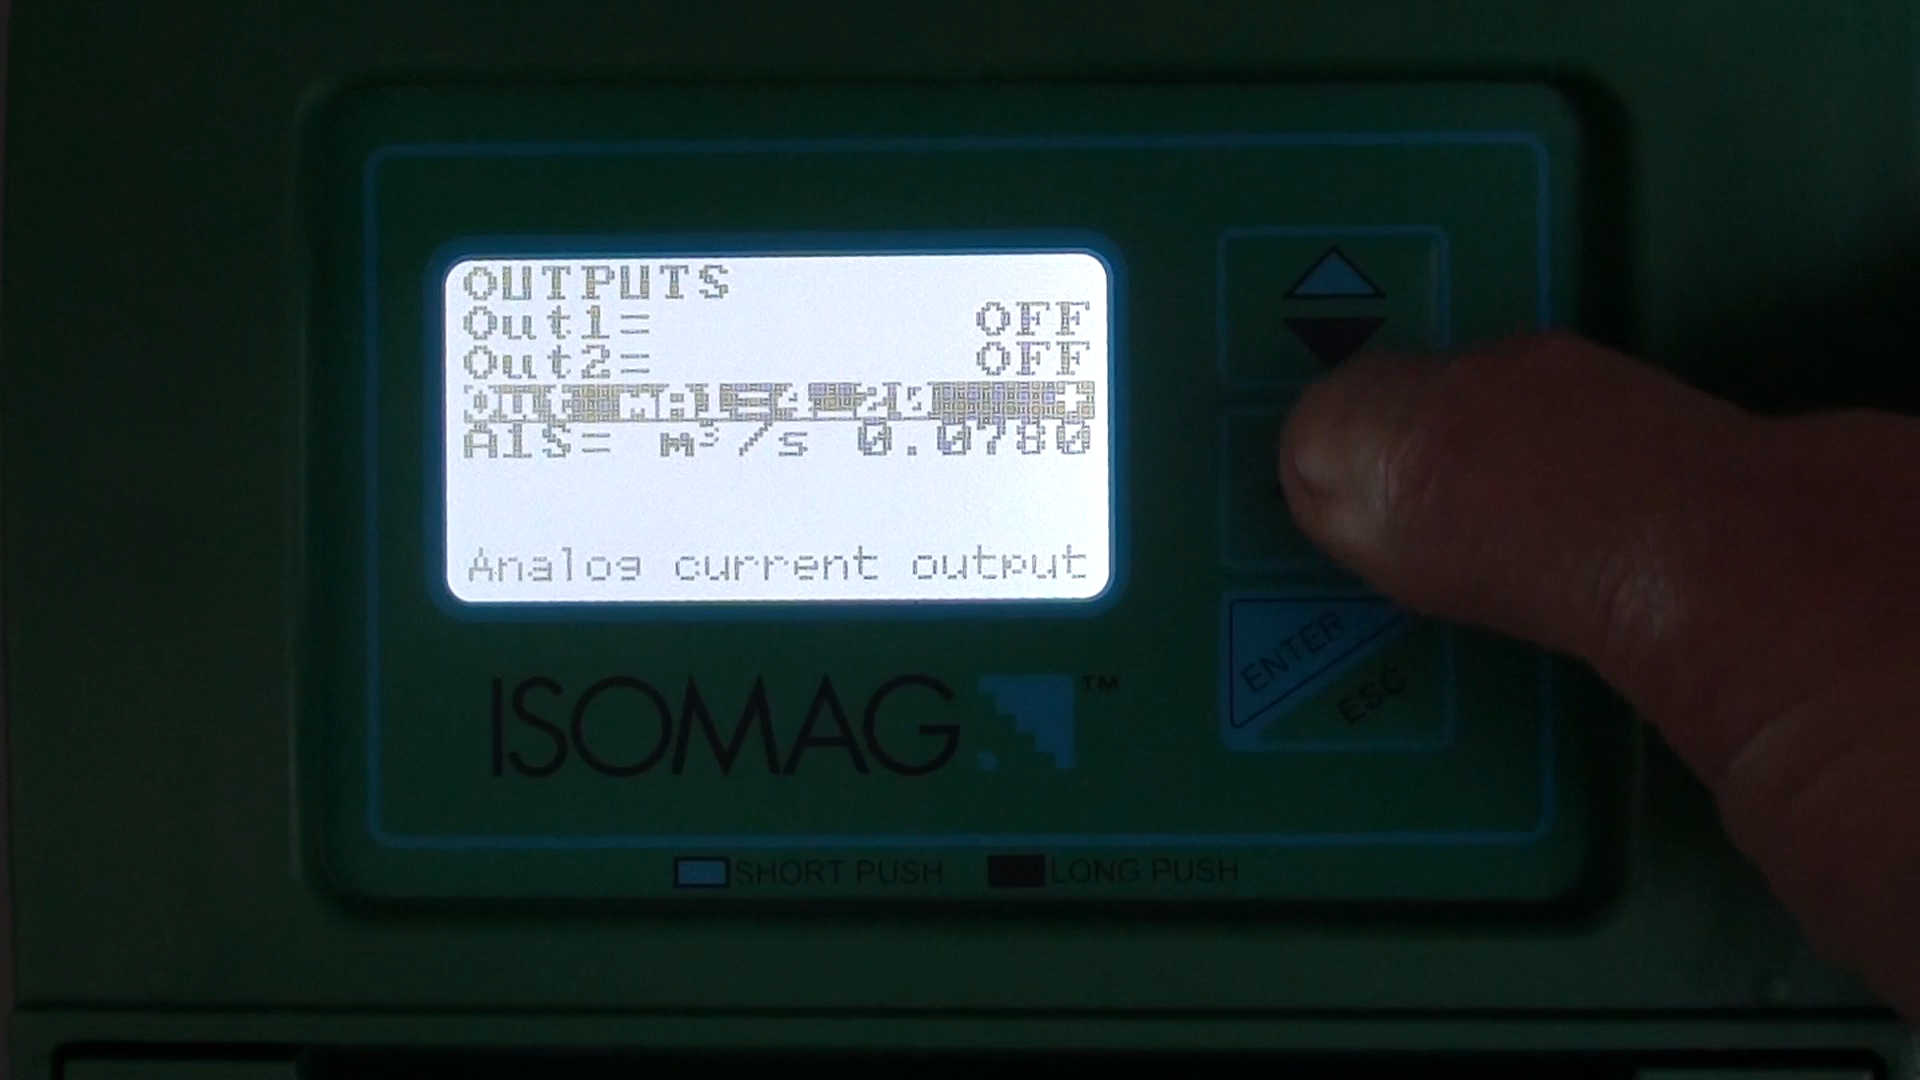 OUTPUTS
Out1= OFF
Out2= OFF
A1S= m³/s 0.0780
Analog current output
ENTER
ESC
ISOMAG ™
SHORT PUSH LONG PUSH